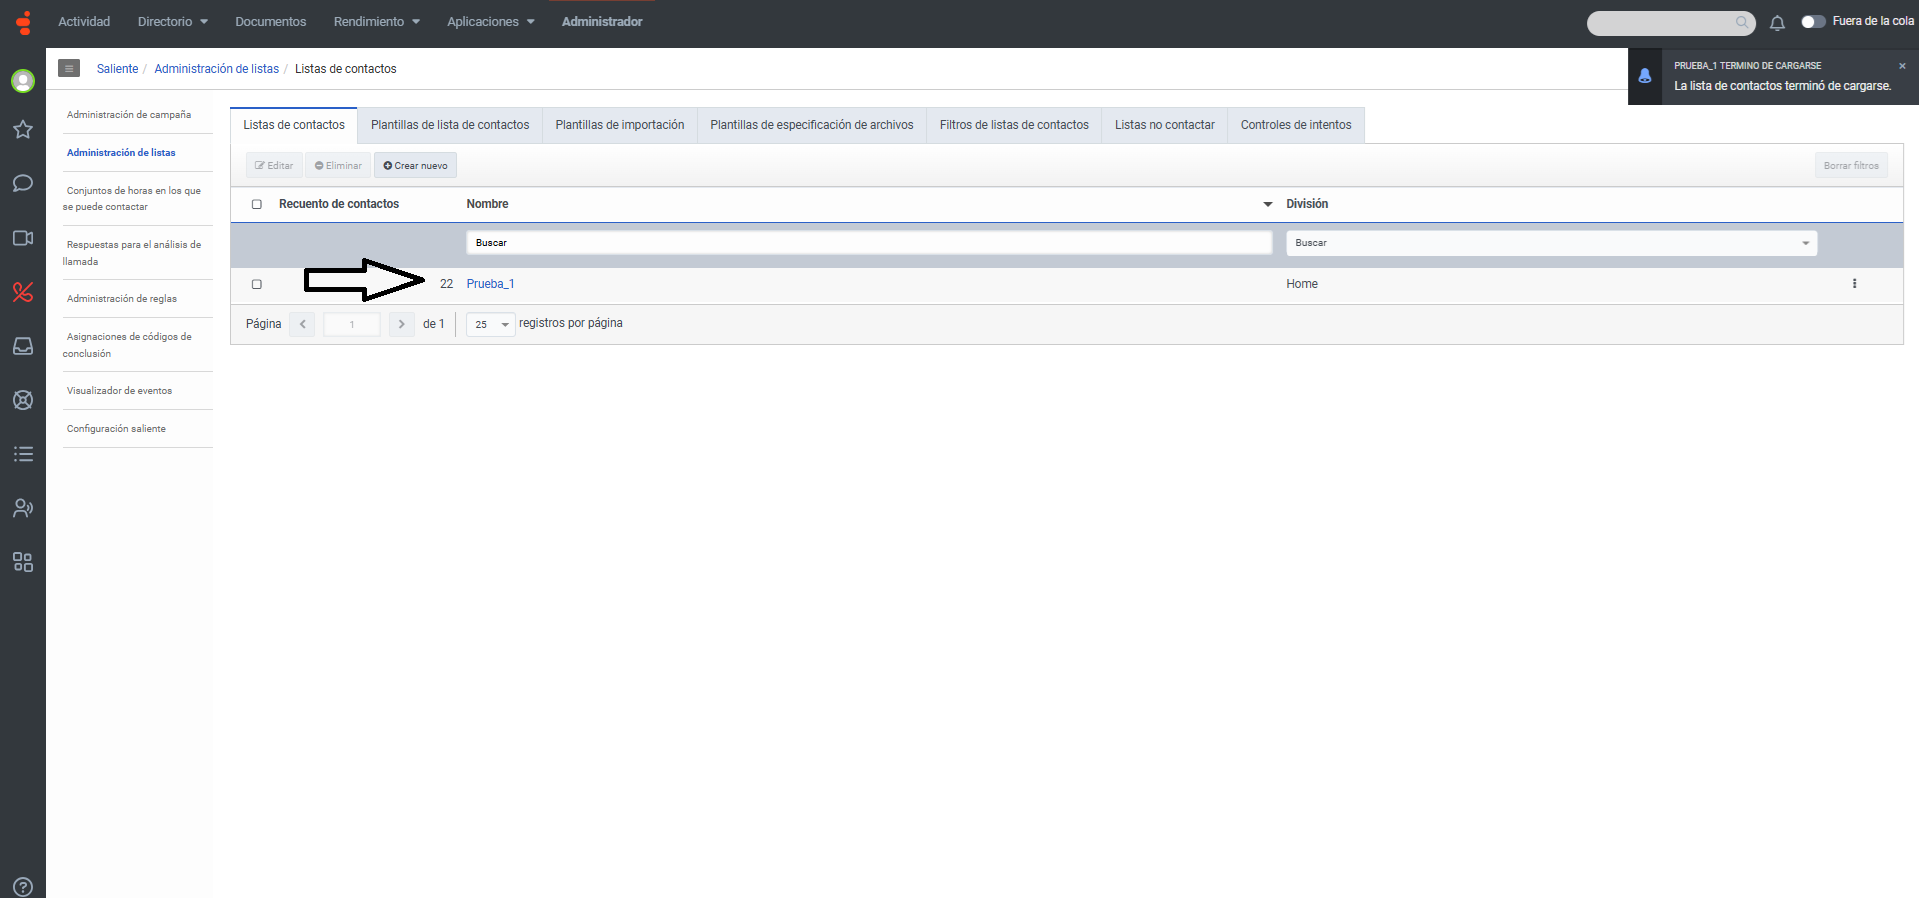 Actividad Directorio Documentos Rendimiento Aplicaciones Administrador Fuera de la cola
Saliente / Administración de listas / Listas de contactos
PRUEBA_1 TERMINO DE CARGARSE ×
La lista de contactos terminó de cargarse.
Administración de campaña
Administración de listas
Conjuntos de horas en los que
se puede contactar
Respuestas para el análisis de
llamada
Administración de reglas
Asignaciones de códigos de
conclusión
Visualizador de eventos
Configuración saliente
Listas de contactos Plantillas de lista de contactos Plantillas de importación Plantillas de especificación de archivos Filtros de listas de contactos Listas no contactar Controles de intentos
Editar Eliminar Crear nuevo Borrar filtros
Recuento de contactos Nombre División
Buscar Buscar
22 Prueba_1 Home
Página 1 de 1 25 registros por página